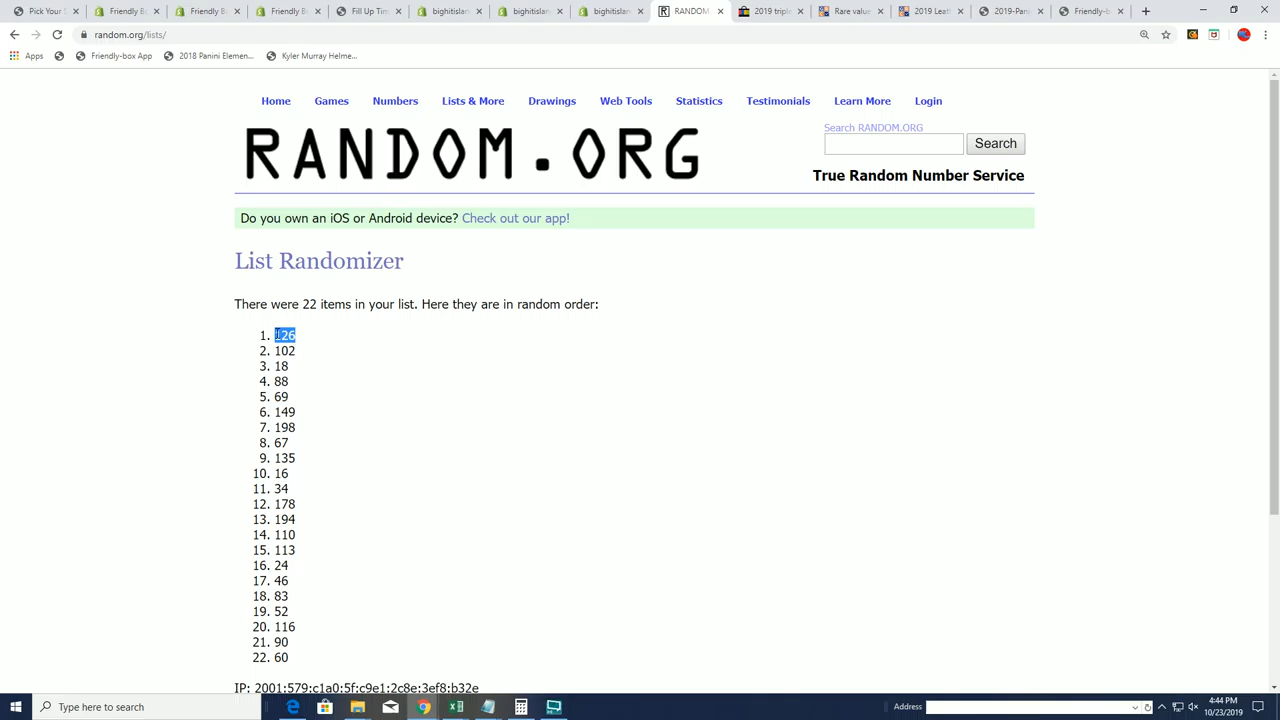 Pick Your S
Friendly B
Friendly B
Friendly B
Fill Up Time
bighitislan
bighitislan
bighitislan
RANDOM
2019 triple
Rare value
2019 Leaf
2019-Pan
Friendly-b
random.org/lists/
Apps
Friendly-box App
2018 Panini Elemen...
Kyler Murray Helme...
Home
Games
Numbers
Lists & More
Drawings
Web Tools
Statistics
Testimonials
Learn More
Login
RANDOM.ORG
Search RANDOM.ORG
Search
True Random Number Service
Do you own an iOS or Android device? Check out our app!
List Randomizer
There were 22 items in your list. Here they are in random order:
1. 126
2. 102
3. 18
4. 88
5. 69
6. 149
7. 198
8. 67
9. 135
10. 16
11. 34
12. 178
13. 194
14. 110
15. 113
16. 24
17. 46
18. 83
19. 52
20. 116
21. 90
22. 60
IP: 2001:579:c1a0:5f:c9e1:2c8e:3ef8:b32e
Type here to search
Address
4:44 PM
10/23/2019